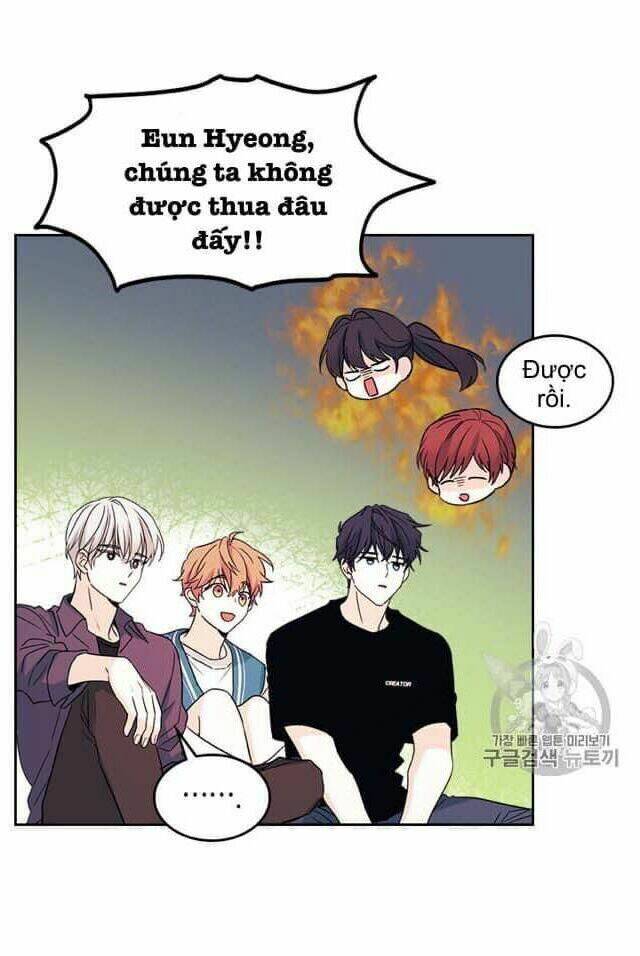 Eun Hyeong,
chúng ta không
được thua đâu
đấy!!
Được
rồi.
CREATOR
가장 빠른 웹툰 미리보기
구글검색 뉴토끼
.......